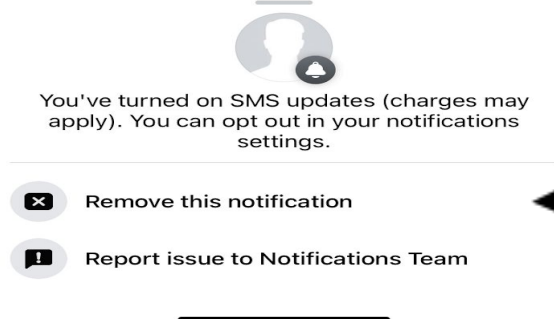 You've turned on SMS updates (charges may
apply). You can opt out in your notifications
settings.
Remove this notification
Report issue to Notifications Team